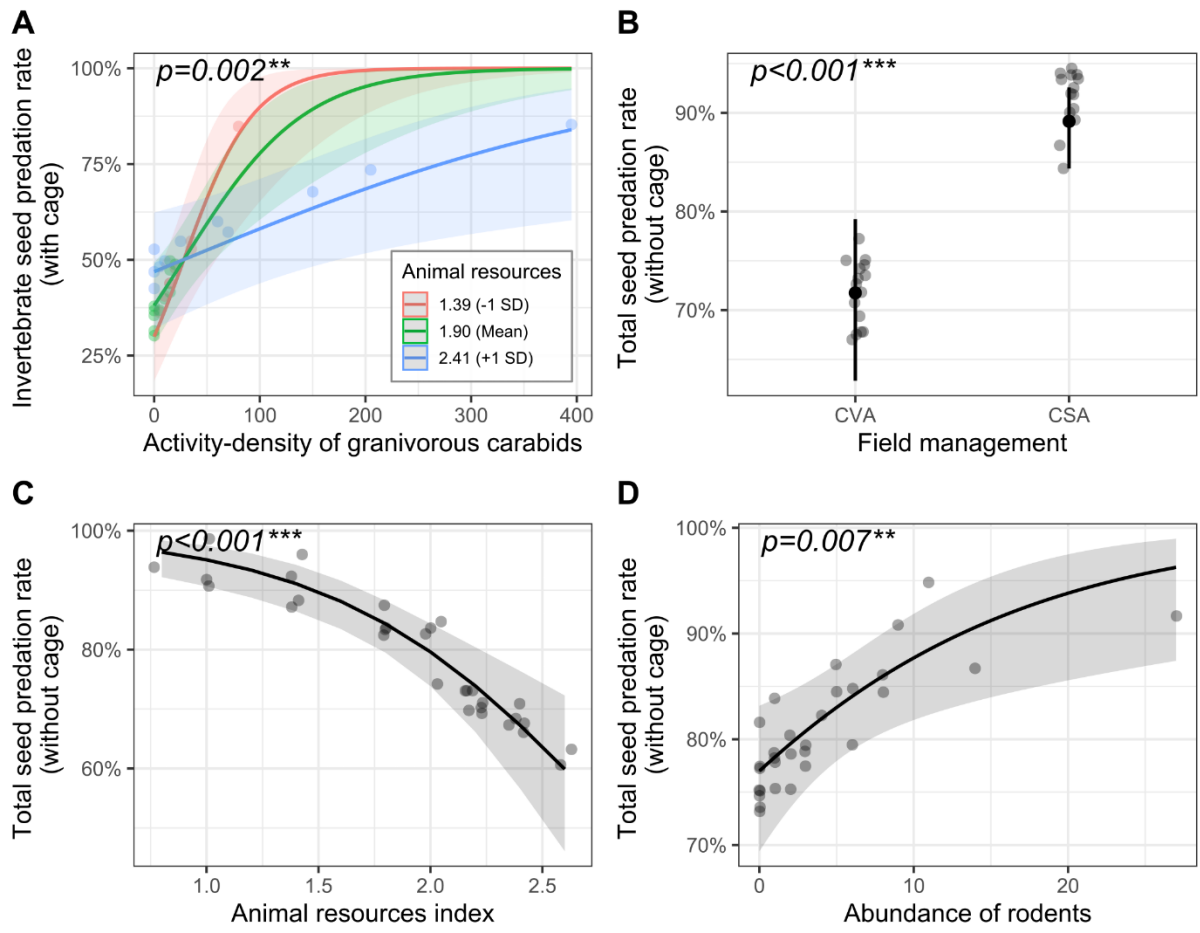 A
Invertebrate seed predation rate
(with cage)
100%
75%
50%
25%
p=0.002**
Animal resources
1.39 (-1 SD)
1.90 (Mean)
2.41 (+1 SD)
0
100
200
300
400
Activity-density of granivorous carabids
B
Total seed predation rate
(without cage)
90%
80%
70%
p<0.001***
CVA
CSA
Field management
C
Total seed predation rate
(without cage)
100%
80%
60%
p<0.001***
1.0
1.5
2.0
2.5
Animal resources index
D
Total seed predation rate
(without cage)
100%
90%
80%
70%
p=0.007**
0
10
20
Abundance of rodents